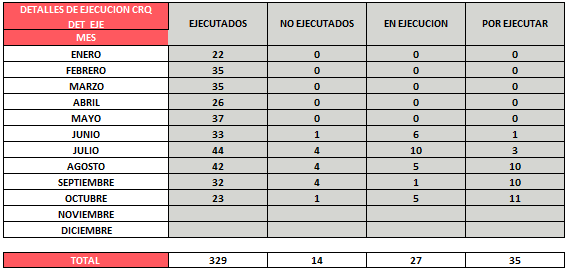 DETALLES DE EJECUCION CRQ
DET EJE
MES EJECUTADOS NO EJECUTADOS EN EJECUCION POR EJECUTAR
ENERO 22 0 0 0
FEBRERO 35 0 0 0
MARZO 35 0 0 0
ABRIL 26 0 0 0
MAYO 37 0 0 0
JUNIO 33 1 6 1
JULIO 44 4 10 3
AGOSTO 42 4 5 10
SEPTIEMBRE 32 4 1 10
OCTUBRE 23 1 5 11
NOVIEMBRE
DICIEMBRE
TOTAL 329 14 27 35